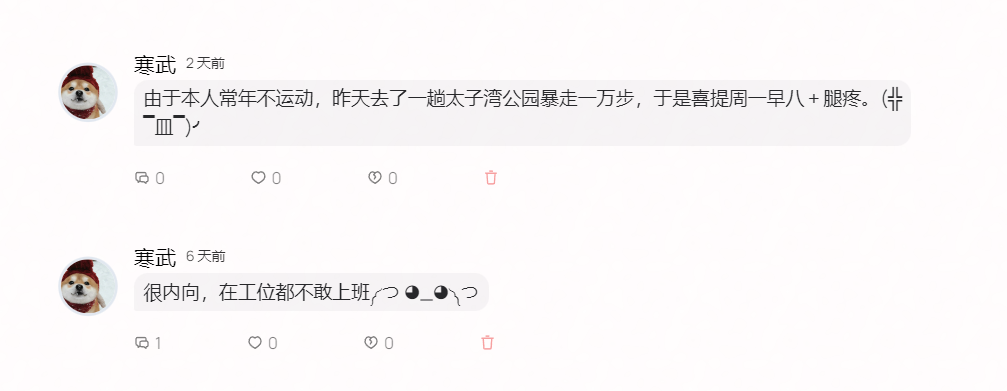 寒武 2天前
由于本人常年不运动，昨天去了一趟太子湾公园暴走一万步，于是喜提周一早八+腿疼。(╬
▔皿▔)╯
0 0 0
寒武 6天前
很内向，在工位都不敢上班╭つ ◕_◕╮つ
1 0 0